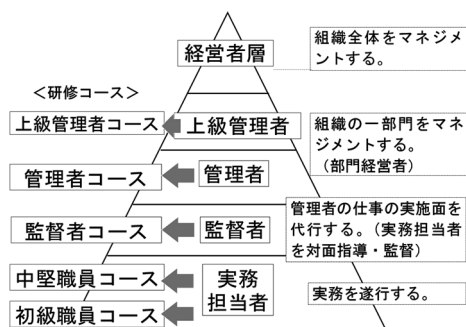 経営者層
組織全体をマネジメ
ントする。
＜研修コース＞
上級管理者コース
上級管理者
組織の一部門をマネ
ジメントする。
（部門経営者）
管理者コース
管理者
管理者の仕事の実施面を
代行する。（実務担当者
を対面指導・監督）
監督者コース
監督者
中堅職員コース
実務
担当者
初級職員コース
実務を遂行する。